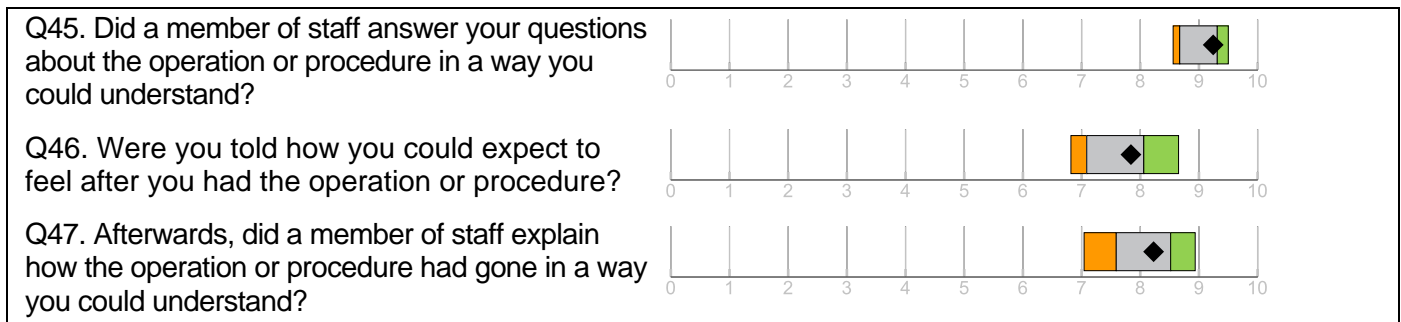 Q45. Did a member of staff answer your questions
about the operation or procedure in a way you
could understand?
0 1 2 3 4 5 6 7 8 9 10
Q46. Were you told how you could expect to
feel after you had the operation or procedure?
0 1 2 3 4 5 6 7 8 9 10
Q47. Afterwards, did a member of staff explain
how the operation or procedure had gone in a way
you could understand?
0 1 2 3 4 5 6 7 8 9 10